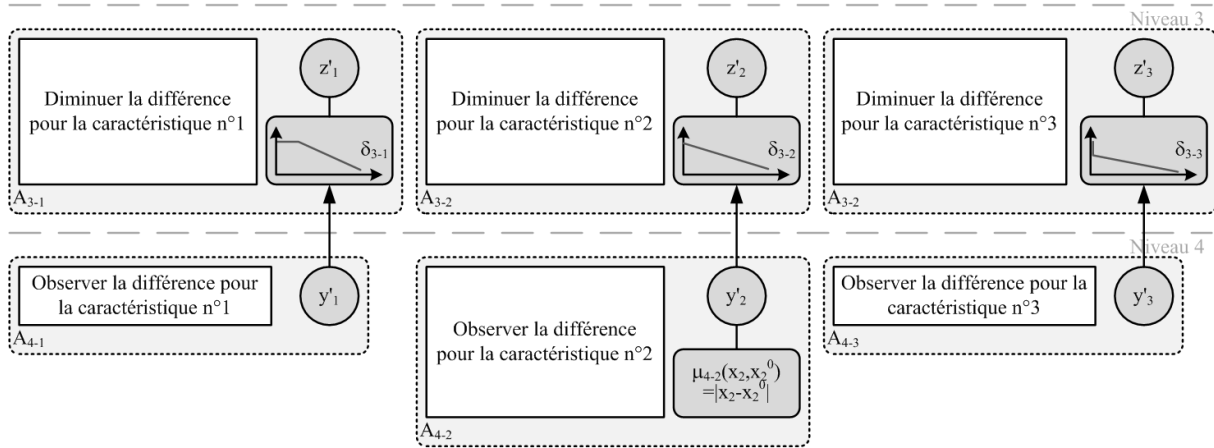 Niveau 3
Diminuer la différence
pour la caractéristique n°1
z'₁
δ₃₋₁
A₃₋₁
Diminuer la différence
pour la caractéristique n°2
z'₂
δ₃₋₂
A₃₋₂
Diminuer la différence
pour la caractéristique n°3
z'₃
δ₃₋₃
A₃₋₂
Niveau 4
Observer la différence pour
la caractéristique n°1
y'₁
A₄₋₁
Observer la différence
pour la caractéristique n°2
y'₂
μ₄₋₂(x₂,x₂⁰)
=|x₂-x₂⁰|
A₄₋₂
Observer la différence pour la
caractéristique n°3
y'₃
A₄₋₃